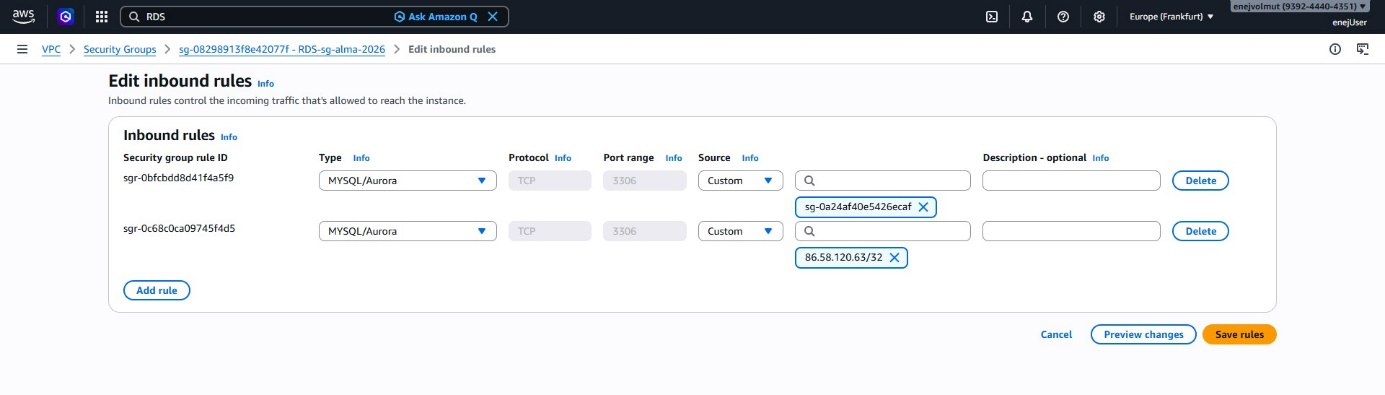 aws
RDS
Ask Amazon Q
Europe (Frankfurt)
enejvolmut (9392-4440-4351)
enejUser
VPC
Security Groups
sg-08298913f8e42077f - RDS-sg-alma-2026
Edit inbound rules
Edit inbound rules Info
Inbound rules control the incoming traffic that's allowed to reach the instance.
Inbound rules Info
Security group rule ID Type Info Protocol Info Port range Info Source Info Description - optional Info
sgr-0bfcbdd8d41f4a5f9 MYSQL/Aurora TCP 3306 Custom Delete
sg-0a24af40e5426ecaf
sgr-0c68c0ca09745f4d5 MYSQL/Aurora TCP 3306 Custom Delete
86.58.120.63/32
Add rule
Cancel Preview changes Save rules